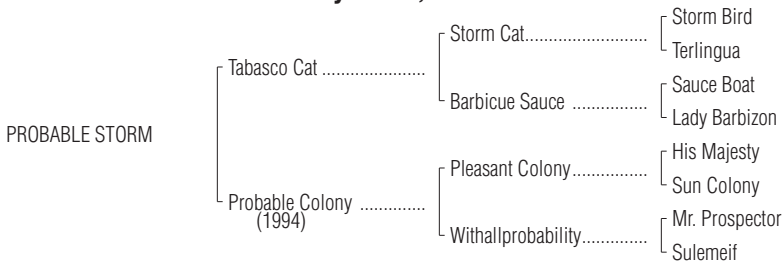 Storm Bird
Storm Cat
Terlingua
Tabasco Cat
Sauce Boat
Barbicue Sauce
Lady Barbizon
PROBABLE STORM
His Majesty
Pleasant Colony
Sun Colony
Probable Colony
(1994)
Mr. Prospector
Withallprobability
Sulemeif